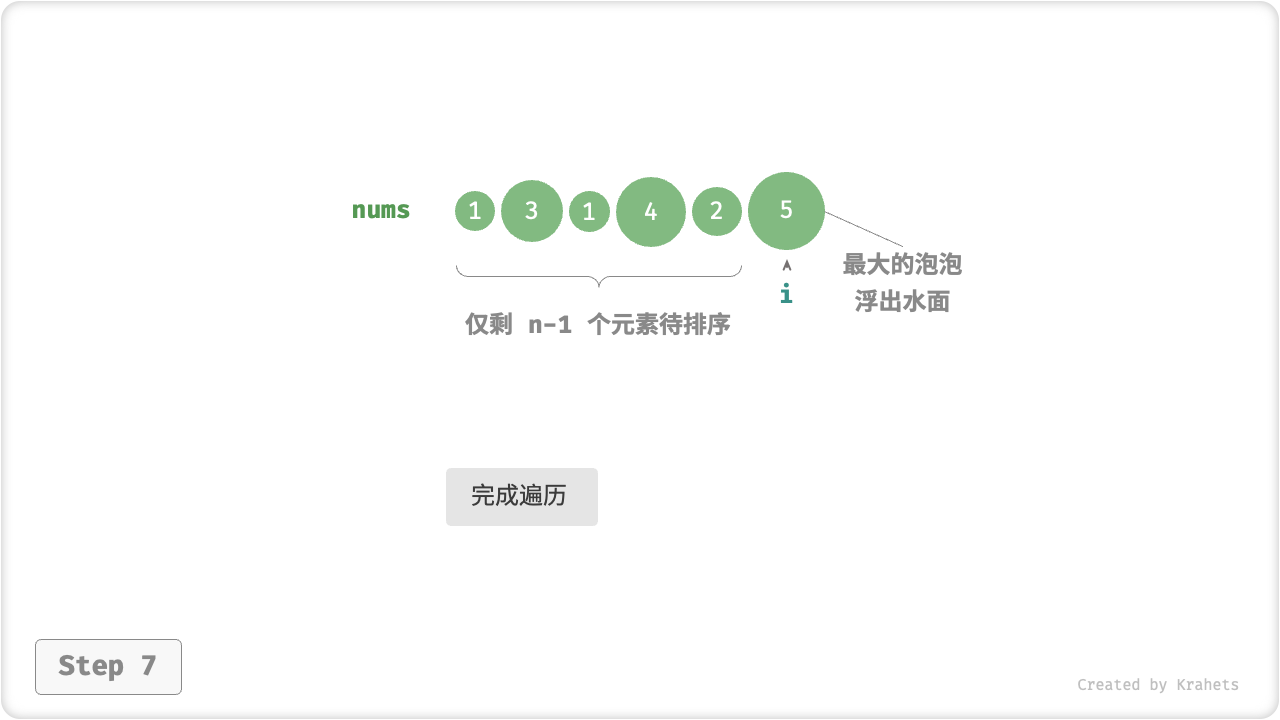 nums 1 3 1 4 2 5
i
最大的泡泡
浮出水面
仅剩 n-1 个元素待排序
完成遍历
Step 7
Created by Krahets